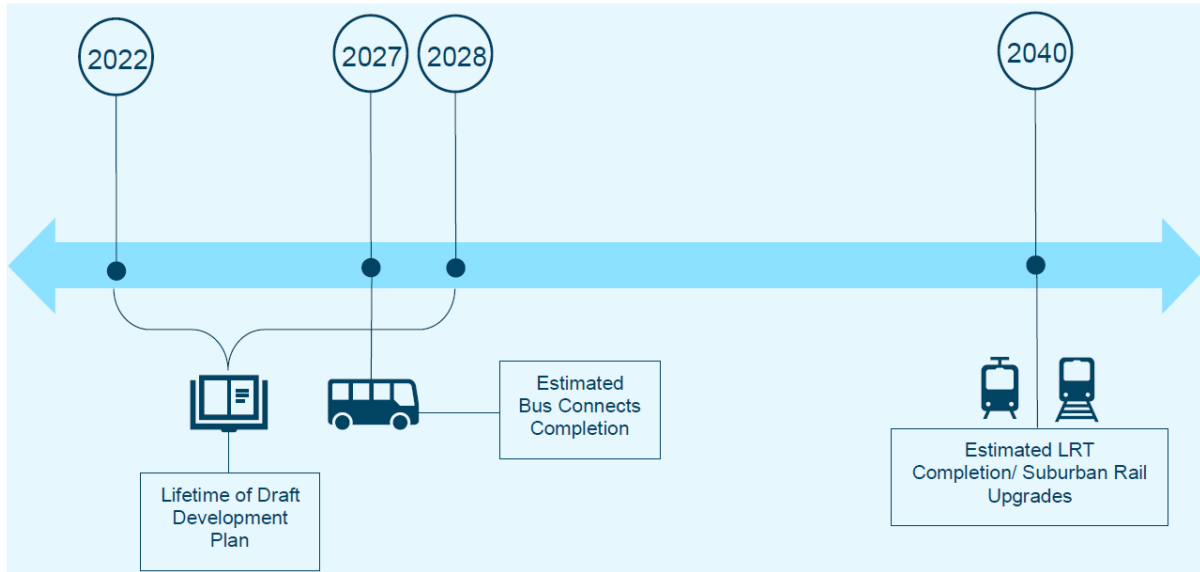 2022
2027
2028
2040
Estimated
Bus Connects
Completion
Estimated LRT
Completion/ Suburban Rail
Upgrades
Lifetime of Draft
Development
Plan